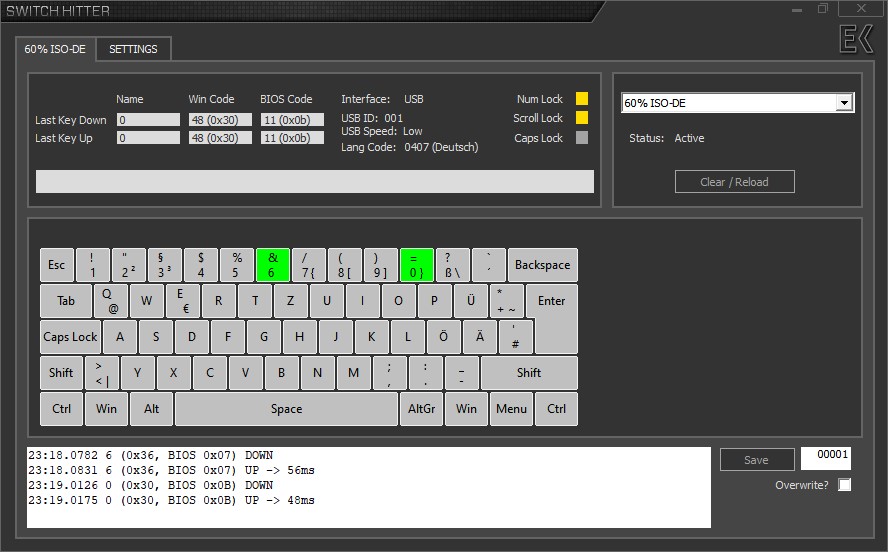 SWITCH HITTER
EK
60% ISO-DE SETTINGS
Name Win Code BIOS Code Interface: USB Num Lock
Last Key Down 0 48 (0x30) 11 (0x0b) USB ID: 001 Scroll Lock
Last Key Up 0 48 (0x30) 11 (0x0b) USB Speed: Low Caps Lock
Lang Code: 0407 (Deutsch)
60% ISO-DE
Status: Active
Clear / Reload
Esc ! 1 " 2 ² § 3 ³ $ 4 % 5 & 6 / 7 { ( 8 [ ) 9 ] = 0 } ? ß \ ` ´ Backspace
Tab Q @ W E € R T Z U I O P Ü * + ~ Enter
Caps Lock A S D F G H J K L Ö Ä ' #
Shift > < | Y X C V B N M ; , : . _ - Shift
Ctrl Win Alt Space AltGr Win Menu Ctrl
23:18.0782 6 (0x36, BIOS 0x07) DOWN
23:18.0831 6 (0x36, BIOS 0x07) UP -> 56ms
23:19.0126 0 (0x30, BIOS 0x0B) DOWN
23:19.0175 0 (0x30, BIOS 0x0B) UP -> 48ms
Save 00001
Overwrite?